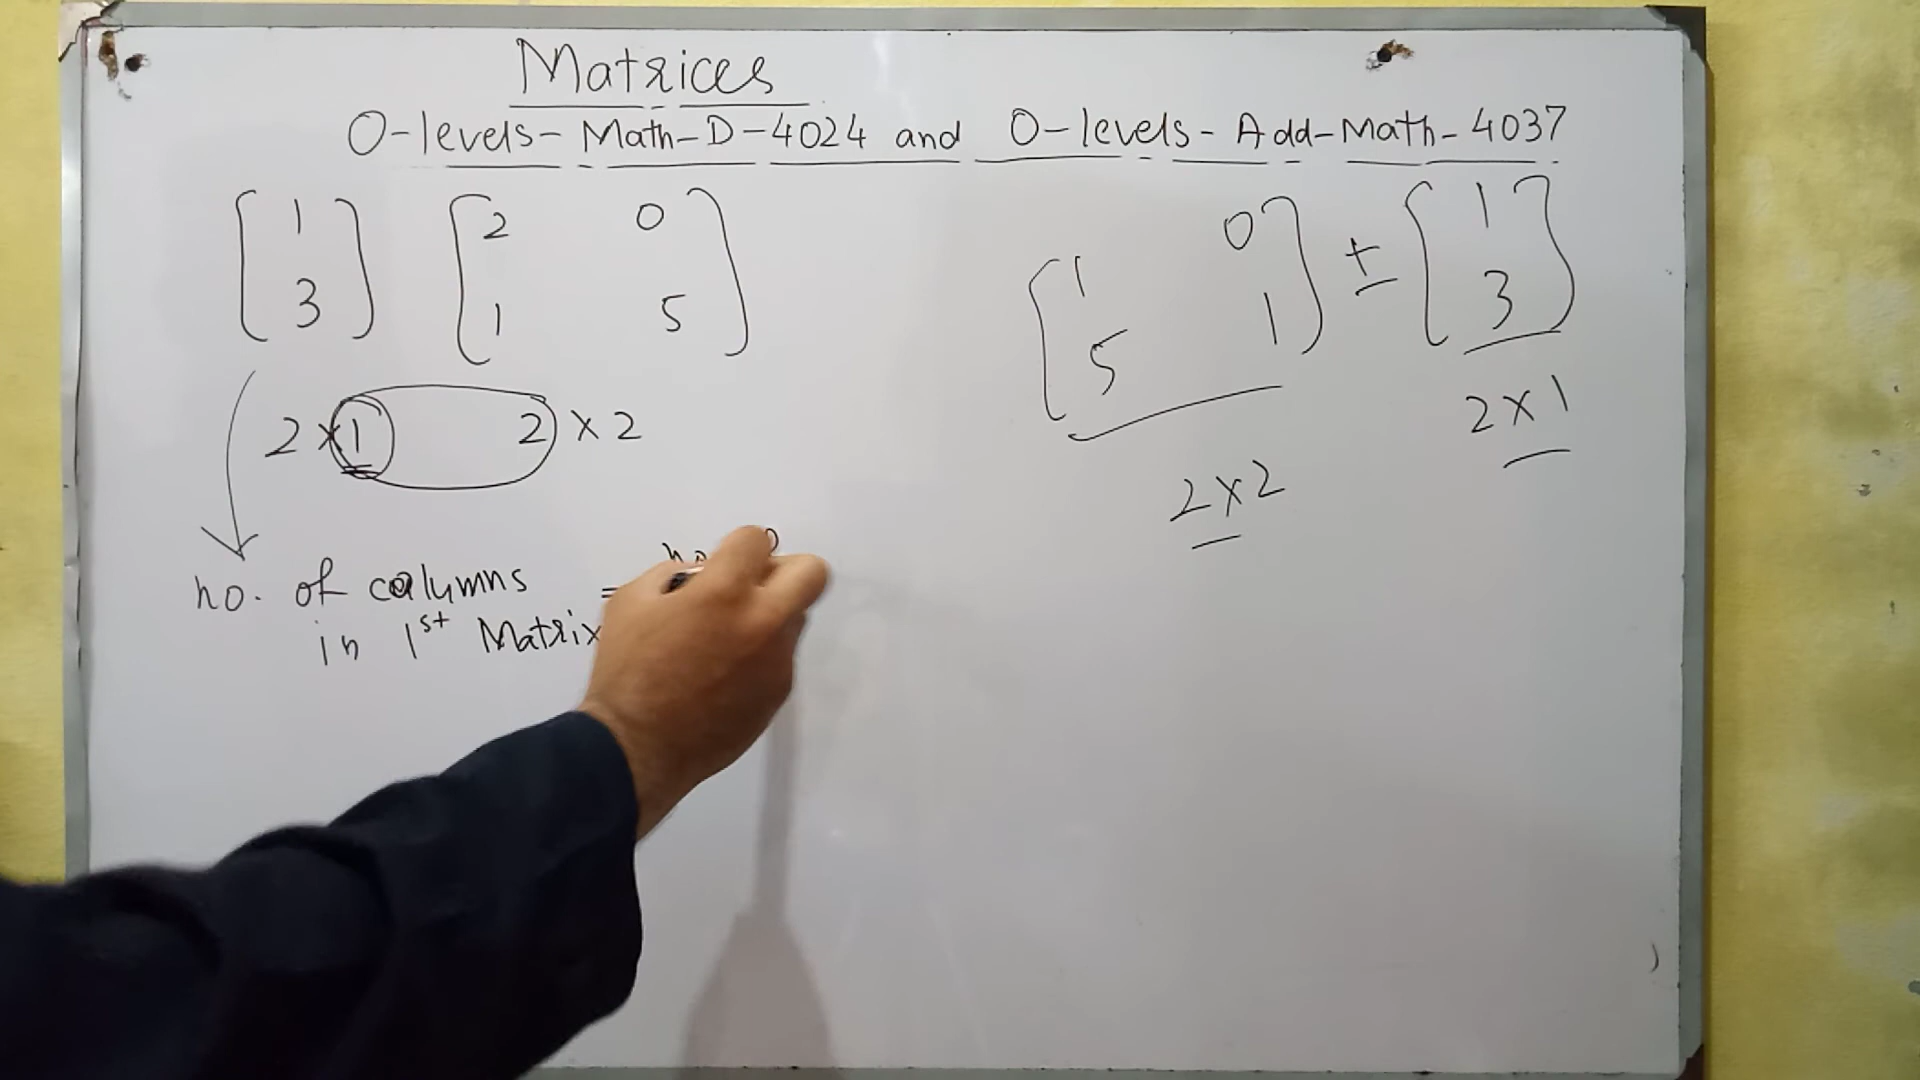 Matrices
O-levels-Math-D-4024 and O-levels-Add-Math-4037
1
3
2 0
1 5
2 × 1 2 × 2
no. of columns = no.
in 1st Matrix
1 0
5 1
±
1
3
2 × 2
2 × 1